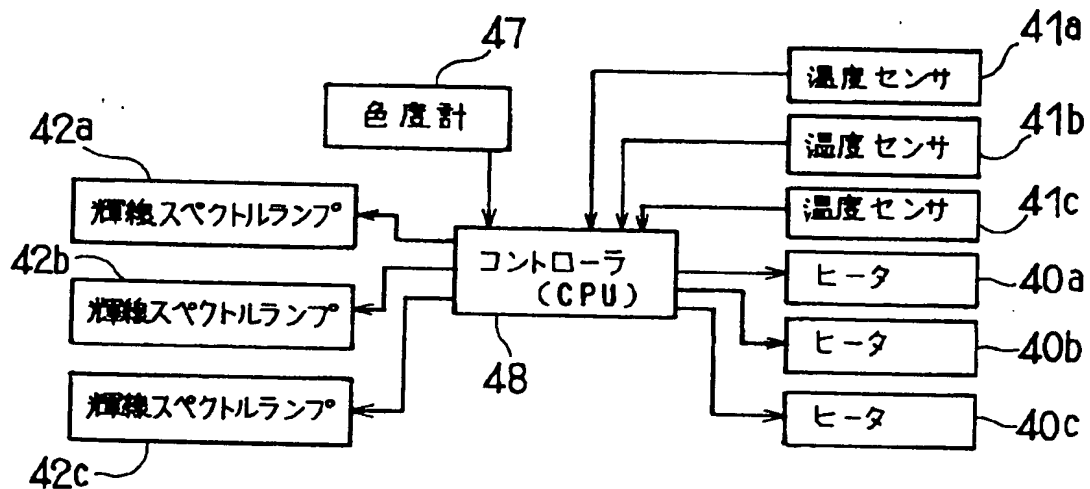 47
41a
色度計
温度センサ
42a
41b
温度センサ
輝線スペクトルランプ
温度センサ
41c
42b
コントローラ
(CPU)
ヒータ
40a
輝線スペクトルランプ
ヒータ
40b
48
輝線スペクトルランプ
ヒータ
40c
42c